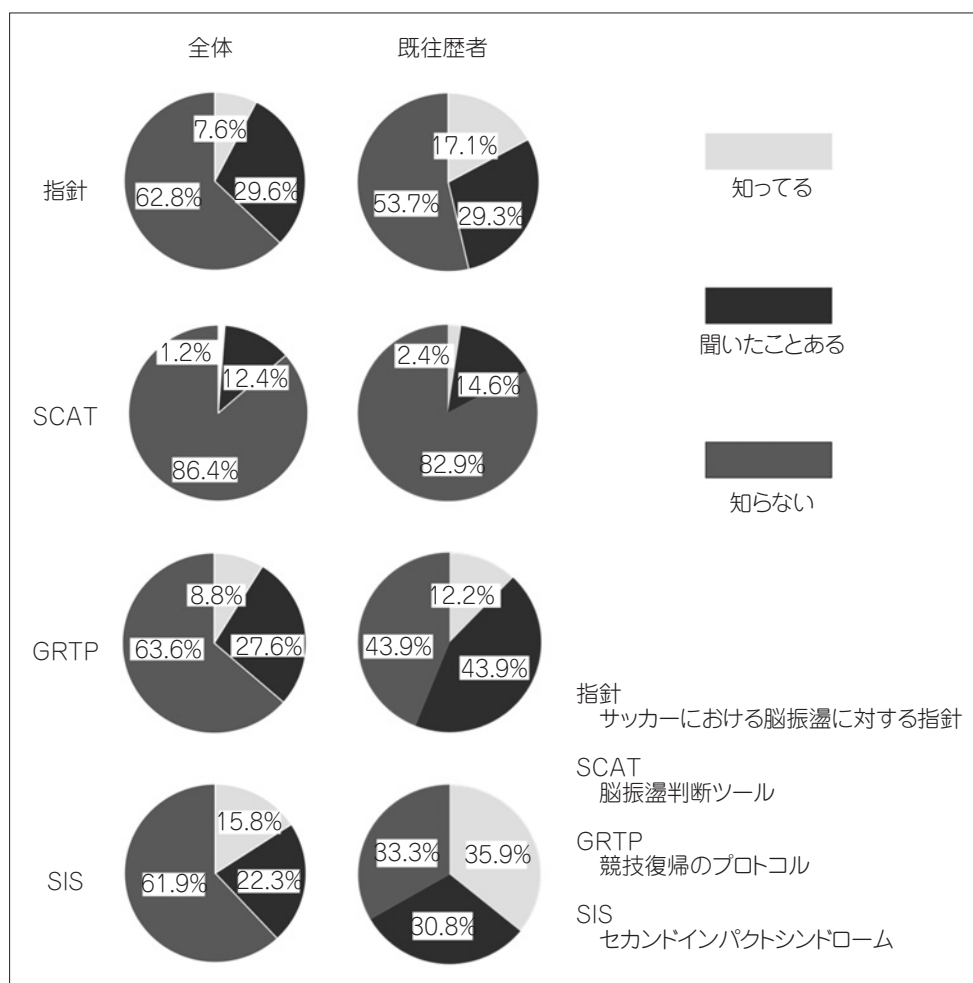 全体
既往歴者
指針
7.6%
29.6%
62.8%
17.1%
29.3%
53.7%
知ってる
聞いたことある
知らない
SCAT
1.2%
12.4%
86.4%
2.4%
14.6%
82.9%
GRTP
8.8%
27.6%
63.6%
12.2%
43.9%
43.9%
SIS
15.8%
22.3%
61.9%
35.9%
30.8%
33.3%
指針
サッカーにおける脳振盪に対する指針
SCAT
脳振盪判断ツール
GRTP
競技復帰のプロトコル
SIS
セカンドインパクトシンドローム